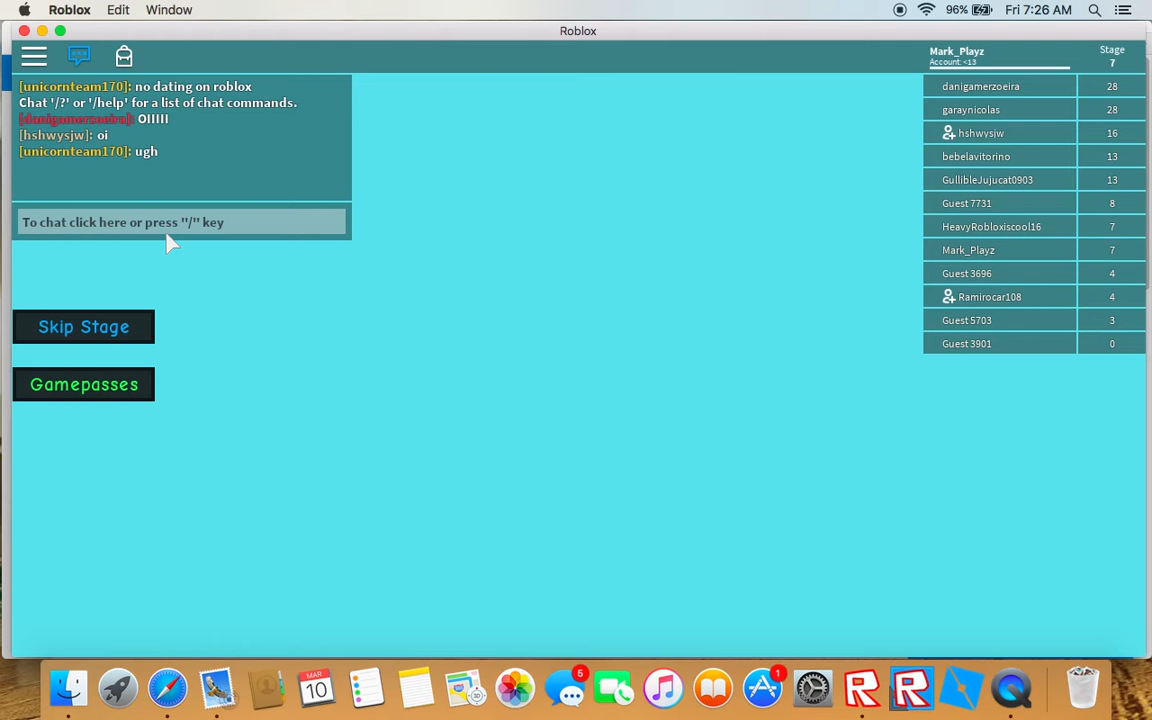 Roblox Edit Window 96% Fri 7:26 AM
Roblox
Mark_Playz
Account: <13
Stage
7
[unicornteam170]: no dating on roblox
Chat '/?' or '/help' for a list of chat commands.
[danigamerzoeira]: OIIIII
[hshwysjw]: oi
[unicornteam170]: ugh
To chat click here or press "/" key
Skip Stage
Gamepasses
danigamerzoeira 28
garaynicolas 28
hshwysjw 16
bebelavitorino 13
GullibleJujucat0903 13
Guest 7731 8
HeavyRobloxiscool16 7
Mark_Playz 7
Guest 3696 4
Ramirocar108 4
Guest 5703 3
Guest 3901 0
MAR
10
5
1